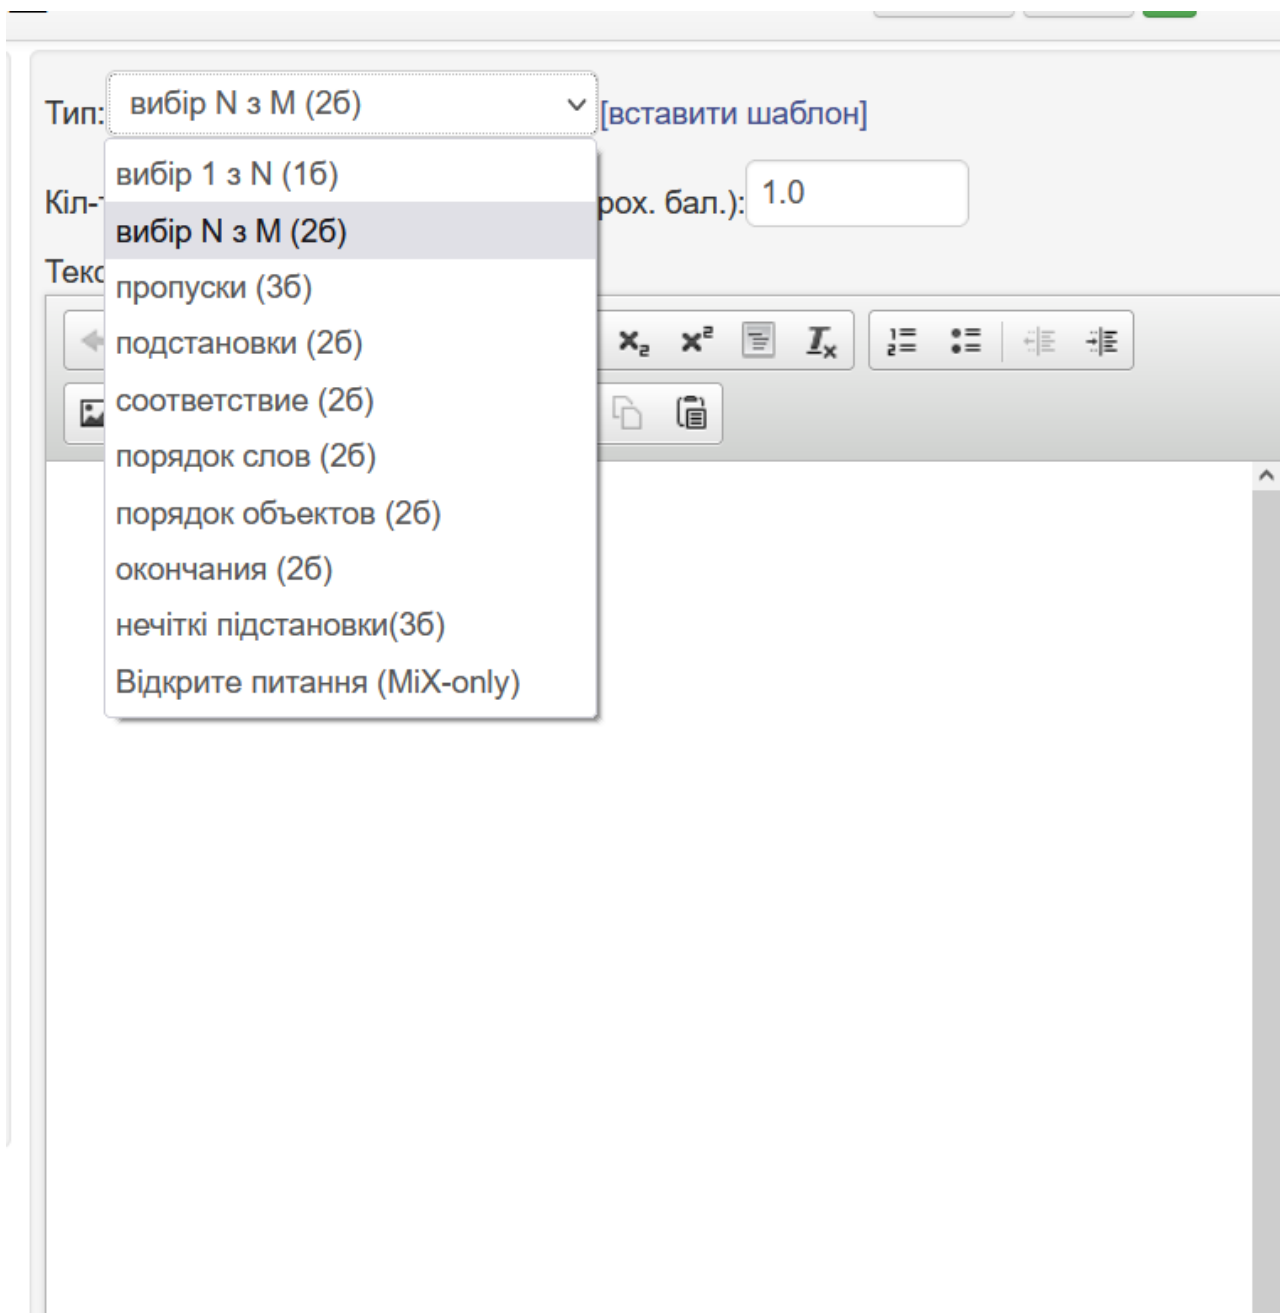 Тип: вибір N з M (2б) [вставити шаблон]
вибір 1 з N (1б)
Кіл- рох. бал.): 1.0
вибір N з M (2б)
Текс
пропуски (3б)
подстановки (2б)
соответствие (2б)
порядок слов (2б)
порядок объектов (2б)
окончания (2б)
нечіткі підстановки(3б)
Відкрите питання (MiX-only)